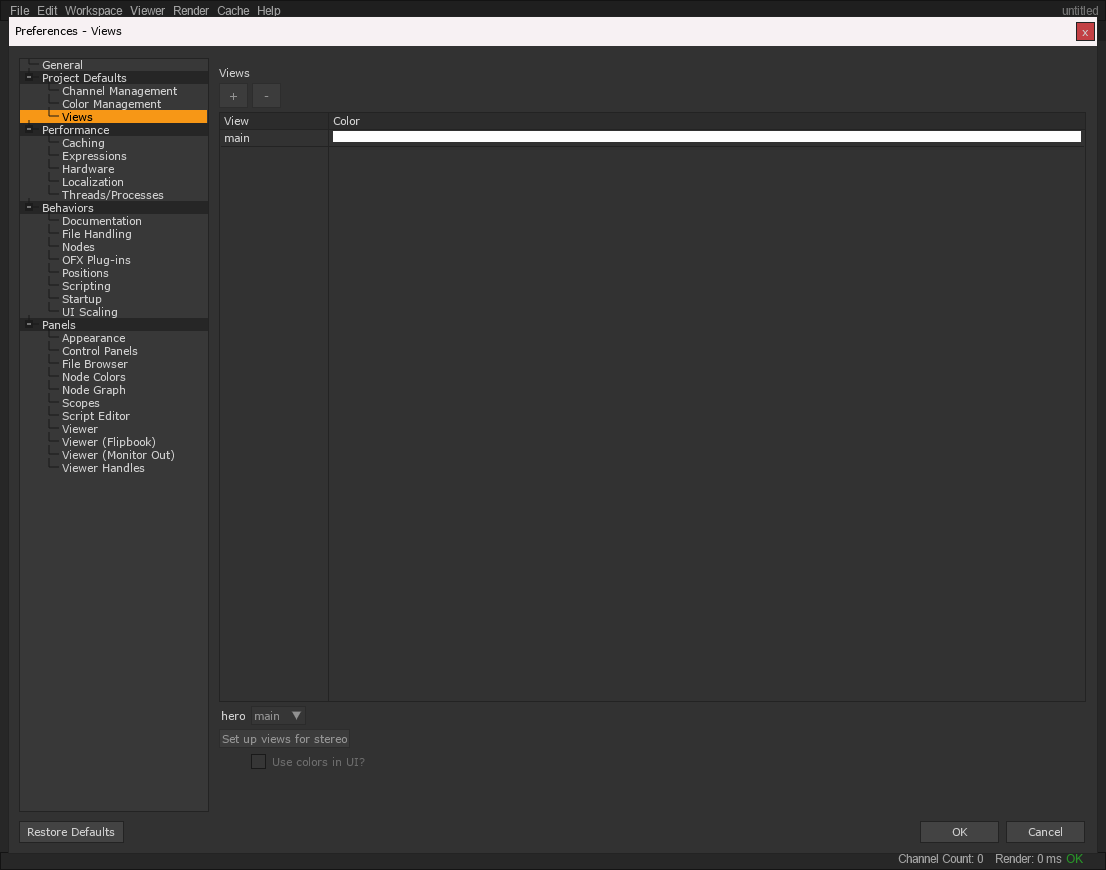 File Edit Workspace Viewer Render Cache Help untitled
Preferences - Views x
General
- Project Defaults
Channel Management
Color Management
Views
- Performance
Caching
Expressions
Hardware
Localization
Threads/Processes
- Behaviors
Documentation
File Handling
Nodes
OFX Plug-ins
Positions
Scripting
Startup
UI Scaling
- Panels
Appearance
Control Panels
File Browser
Node Colors
Node Graph
Scopes
Script Editor
Viewer
Viewer (Flipbook)
Viewer (Monitor Out)
Viewer Handles
Views
+ -
View Color
main
hero main ▼
Set up views for stereo
Use colors in UI?
Restore Defaults OK Cancel
Channel Count: 0 Render: 0 ms OK